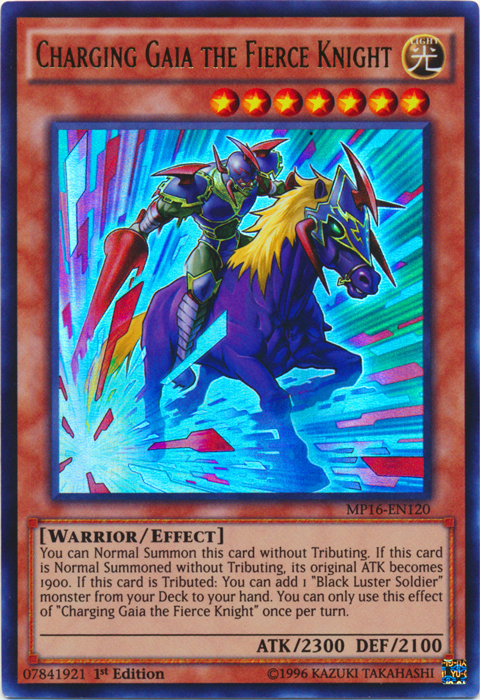 CHARGING GAIA THE FIERCE KNIGHT
LIGHT
光
MP16-EN120
[WARRIOR/EFFECT]
You can Normal Summon this card without Tributing. If this card
is Normal Summoned without Tributing, its original ATK becomes
1900. If this card is Tributed: You can add 1 "Black Luster Soldier"
monster from your Deck to your hand. You can only use this effect
of "Charging Gaia the Fierce Knight" once per turn.
ATK/2300 DEF/2100
07841921 1st Edition ©1996 KAZUKI TAKAHASHI